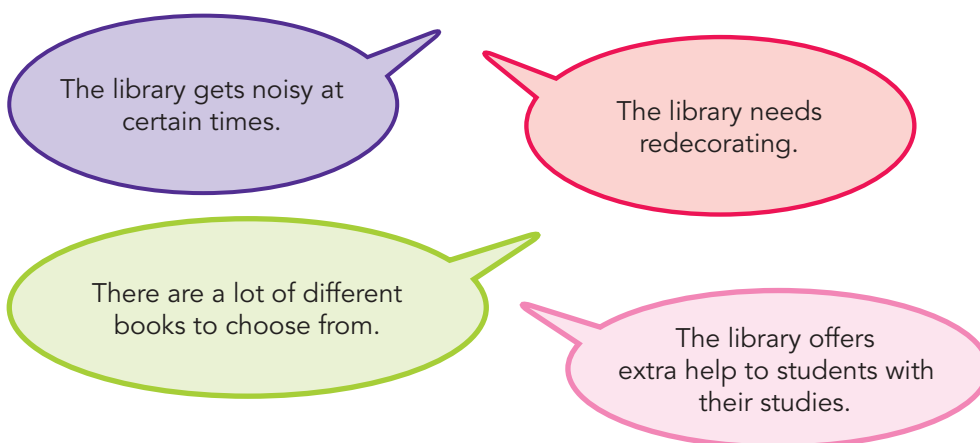 The library gets noisy at
certain times.
The library needs
redecorating.
There are a lot of different
books to choose from.
The library offers
extra help to students with
their studies.